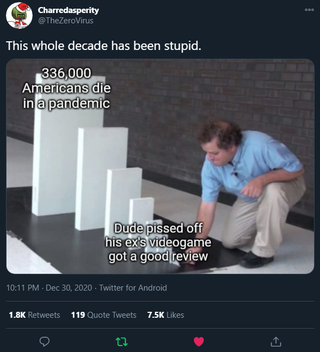 Charredasperity
@TheZeroVirus
This whole decade has been stupid.
336,000
Americans die
in a pandemic
Dude pissed off
his ex's videogame
got a good review
10:11 PM · Dec 30, 2020 · Twitter for Android
1.8K Retweets 119 Quote Tweets 7.5K Likes